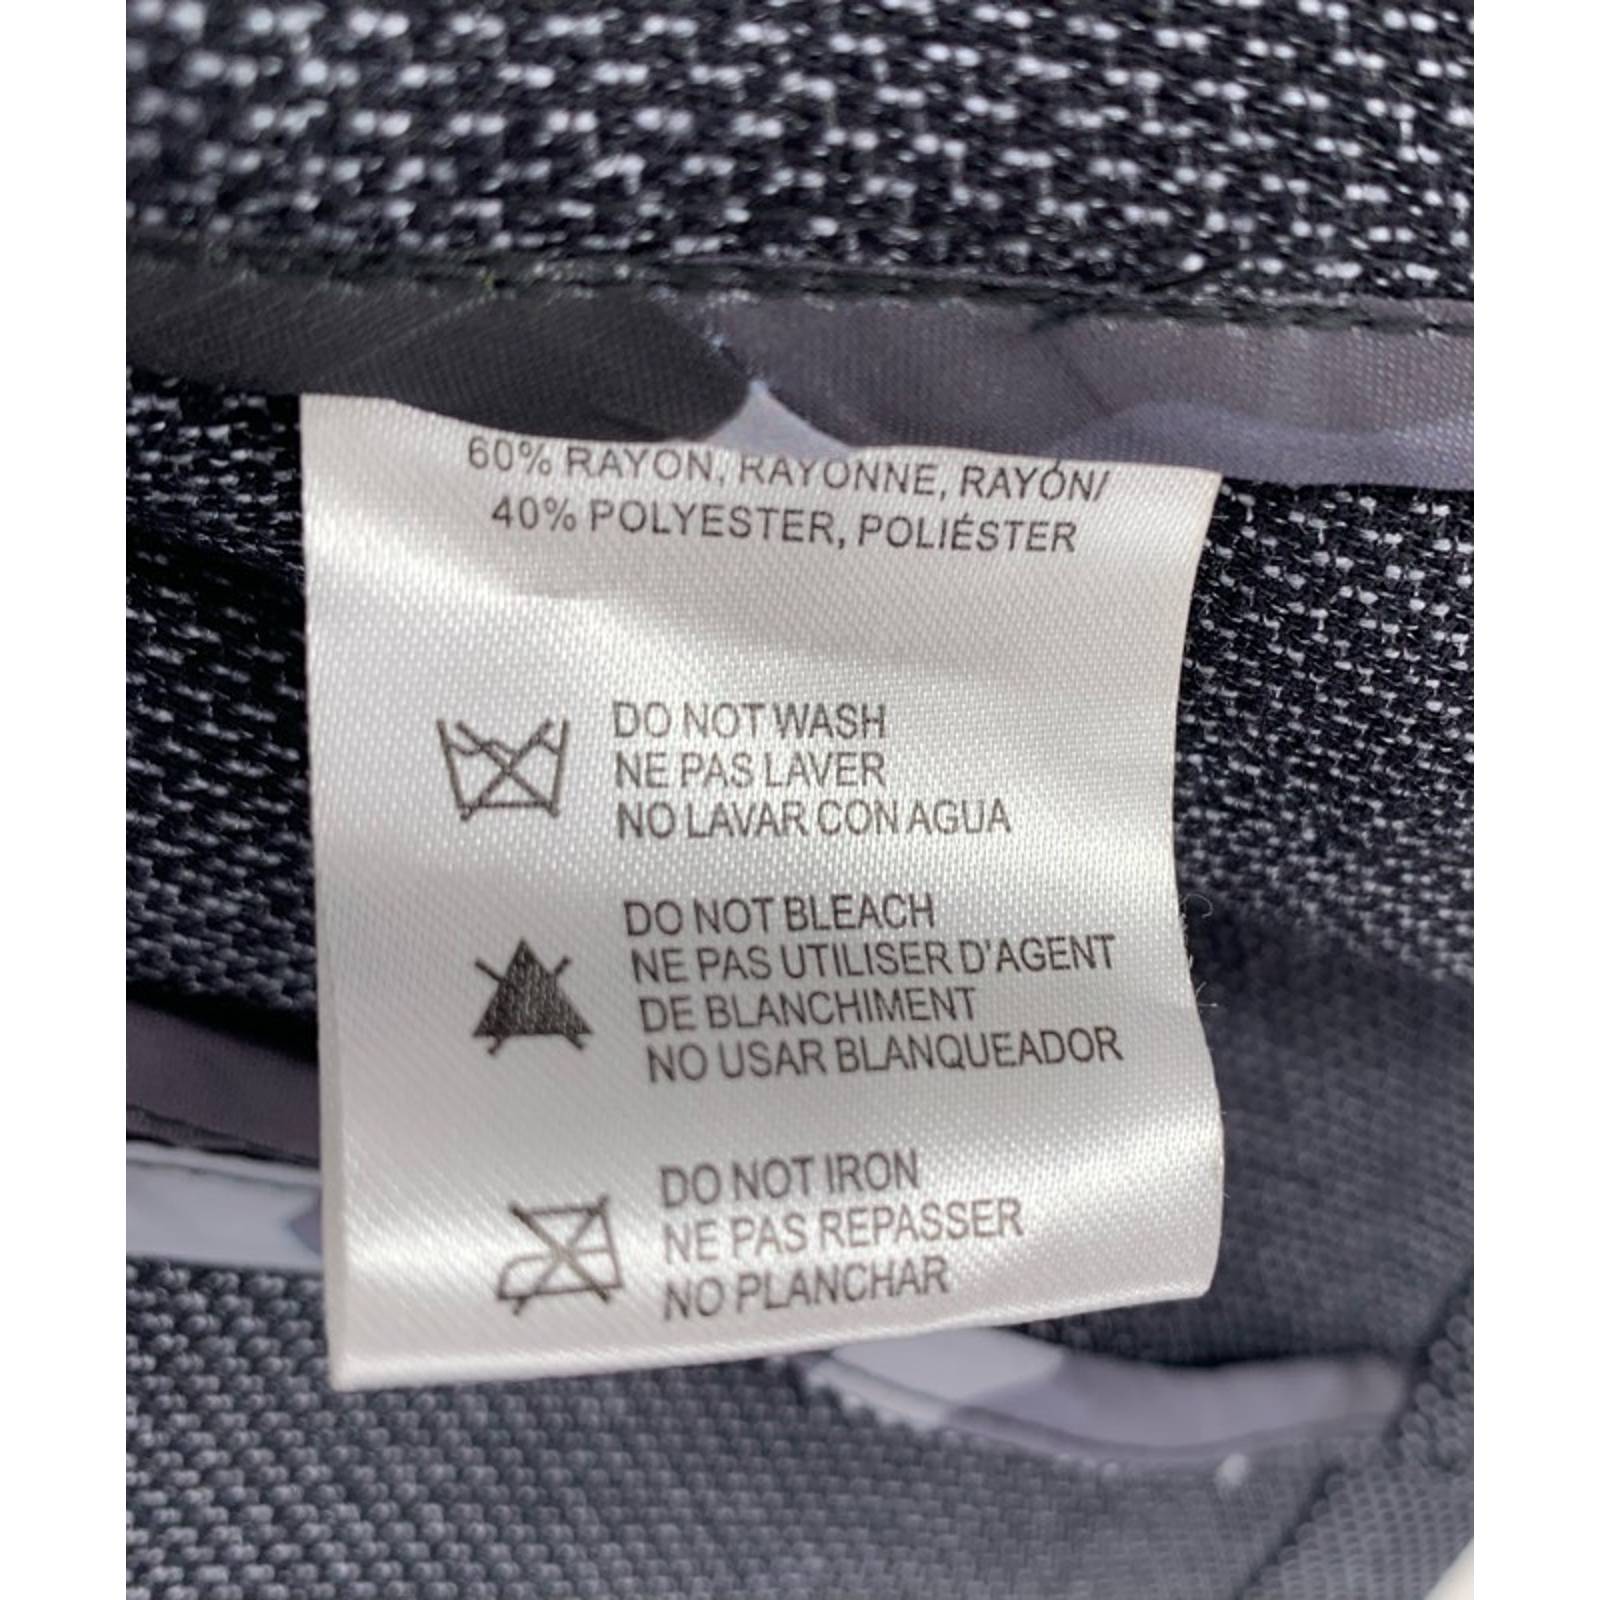 60% RAYON, RAYONNE, RAYÓN/
40% POLYESTER, POLIÉSTER
DO NOT WASH
NE PAS LAVER
NO LAVAR CON AGUA
DO NOT BLEACH
NE PAS UTILISER D'AGENT
DE BLANCHIMENT
NO USAR BLANQUEADOR
DO NOT IRON
NE PAS REPASSER
NO PLANCHAR